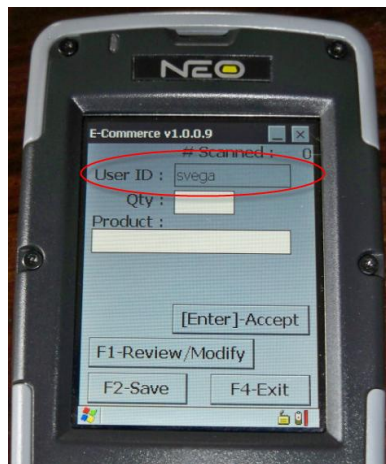 NEO
E-Commerce v1.0.0.9
# Scanned : 0
User ID : svega
Qty :
Product :
[Enter]-Accept
F1-Review/Modify
F2-Save F4-Exit